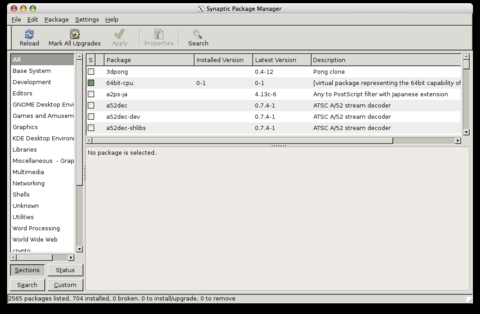 Synaptic Package Manager
File Edit Package Settings Help
Reload Mark All Upgrades Apply Properties Search
All
Base System
Development
Editors
GNOME Desktop Envi
Games and Amusem
Graphics
KDE Desktop Environ
Libraries
Miscellaneous - Grap
Multimedia
Networking
Shells
Unknown
Utilities
Word Processing
World Wide Web
crypto
Sections Status
Search Custom
S Package Installed Version Latest Version Description
3dpong 0.4-12 Pong clone
64bit-cpu 0-1 0-1 [virtual package representing the 64bit capability of
a2ps-ja 4.13c-6 Any to PostScript filter with Japanese extension
a52dec 0.7.4-1 ATSC A/52 stream decoder
a52dec-dev 0.7.4-1 ATSC A/52 stream decoder
a52dec-shlibs 0.7.4-1 ATSC A/52 stream decoder
No package is selected.
2565 packages listed, 704 installed, 0 broken. 0 to install/upgrade, 0 to remove